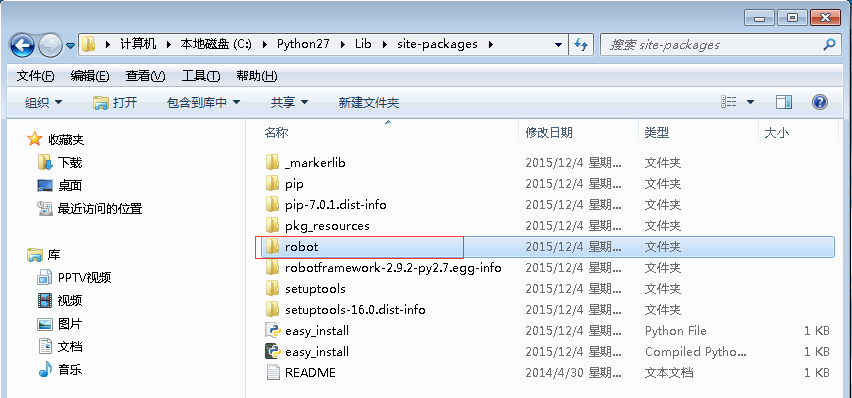 计算机 本地磁盘 (C:) Python27 Lib site-packages 搜索 site-packages
文件(F) 编辑(E) 查看(V) 工具(T) 帮助(H)
组织 打开 包含到库中 共享 新建文件夹
收藏夹
下载
桌面
最近访问的位置
库
PPTV视频
视频
图片
文档
音乐
名称 修改日期 类型 大小
_markerlib 2015/12/4 星期... 文件夹
pip 2015/12/4 星期... 文件夹
pip-7.0.1.dist-info 2015/12/4 星期... 文件夹
pkg_resources 2015/12/4 星期... 文件夹
robot 2015/12/4 星期... 文件夹
robotframework-2.9.2-py2.7.egg-info 2015/12/4 星期... 文件夹
setuptools 2015/12/4 星期... 文件夹
setuptools-16.0.dist-info 2015/12/4 星期... 文件夹
easy_install 2015/12/4 星期... Python File 1 KB
easy_install 2015/12/4 星期... Compiled Pytho... 1 KB
README 2014/4/30 星期... 文本文档 1 KB